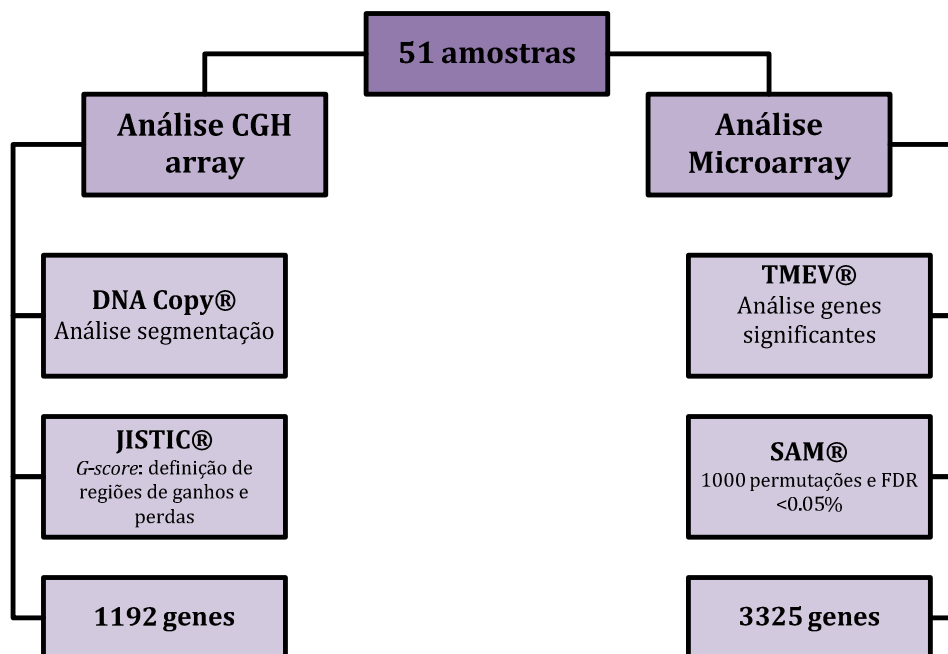 51 amostras
Análise CGH
array
DNA Copy®
Análise segmentação
JISTIC®
G-score: definição de
regiões de ganhos e
perdas
1192 genes
Análise
Microarray
TMEV®
Análise genes
significantes
SAM®
1000 permutações e FDR
<0.05%
3325 genes